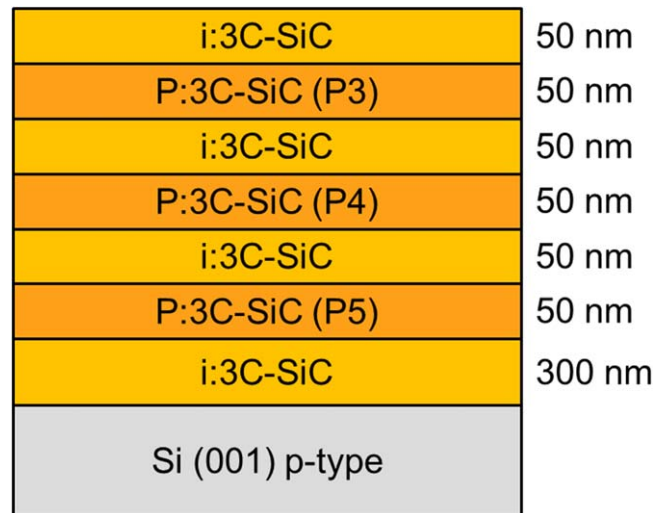 i:3C-SiC 50 nm
P:3C-SiC (P3) 50 nm
i:3C-SiC 50 nm
P:3C-SiC (P4) 50 nm
i:3C-SiC 50 nm
P:3C-SiC (P5) 50 nm
i:3C-SiC 300 nm
Si (001) p-type